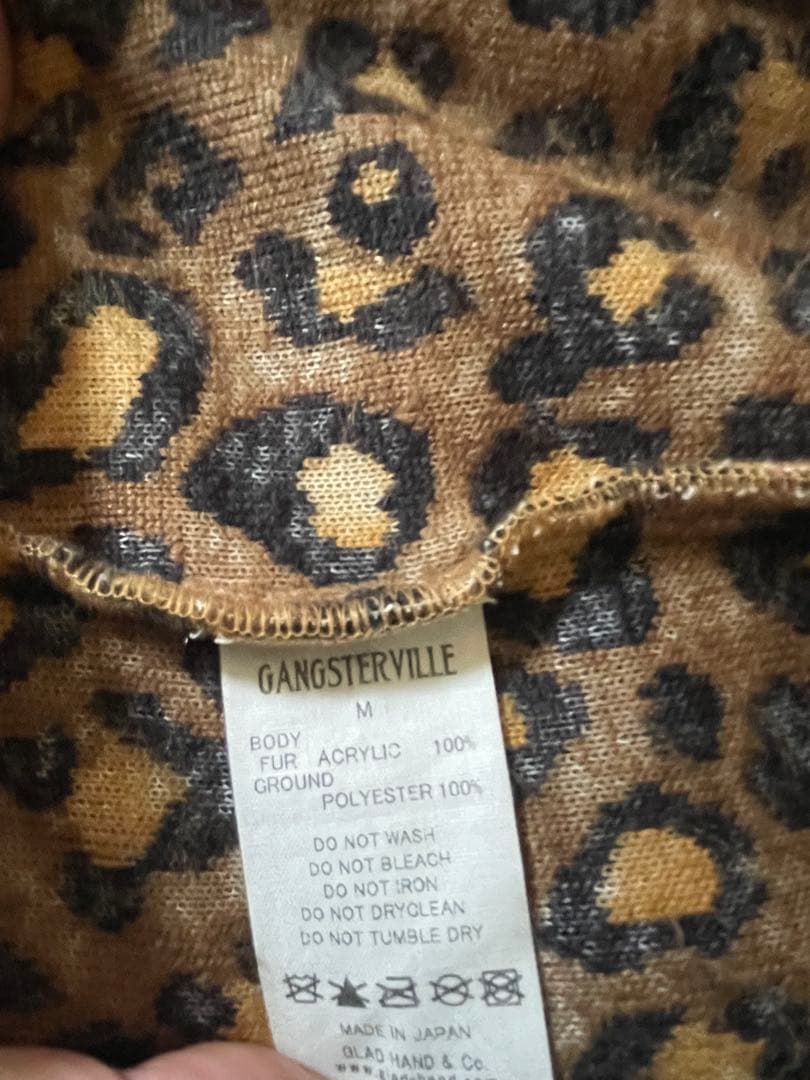 GANGSTERVILLE
M
BODY
FUR ACRYLIC 100%
GROUND
POLYESTER 100%
DO NOT WASH
DO NOT BLEACH
DO NOT IRON
DO NOT DRYCLEAN
DO NOT TUMBLE DRY
MADE IN JAPAN
GLAD HAND & Co.